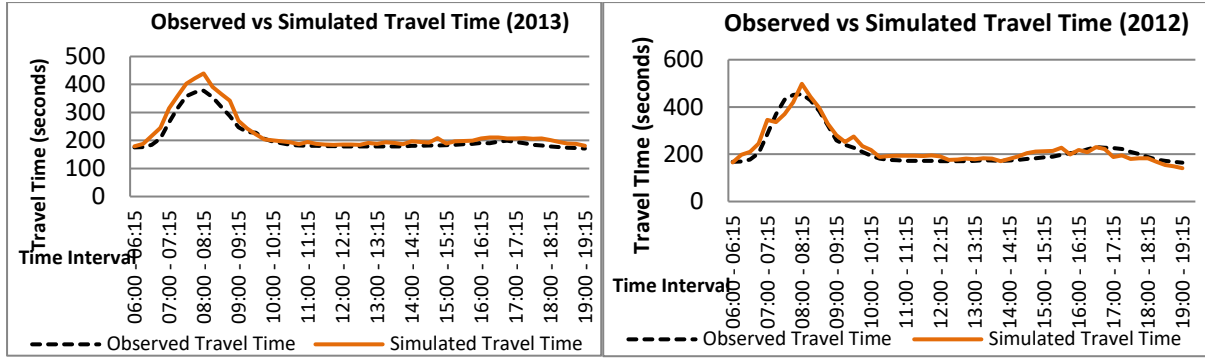 Observed vs Simulated Travel Time (2013)
Travel Time (seconds)
500
400
300
200
100
0
06:00 - 06:15
07:00 - 07:15
08:00 - 08:15
09:00 - 09:15
10:00 - 10:15
11:00 - 11:15
12:00 - 12:15
13:00 - 13:15
14:00 - 14:15
15:00 - 15:15
16:00 - 16:15
17:00 - 17:15
18:00 - 18:15
19:00 - 19:15
Time Interval
Observed Travel Time
Simulated Travel Time
Observed vs Simulated Travel Time (2012)
Travel TIme (seconds)
600
400
200
0
06:00 - 06:15
07:00 - 07:15
08:00 - 08:15
09:00 - 09:15
10:00 - 10:15
11:00 - 11:15
12:00 - 12:15
13:00 - 13:15
14:00 - 14:15
15:00 - 15:15
16:00 - 16:15
17:00 - 17:15
18:00 - 18:15
19:00 - 19:15
Time Interval
Observed Travel Time
Simulated Travel Time